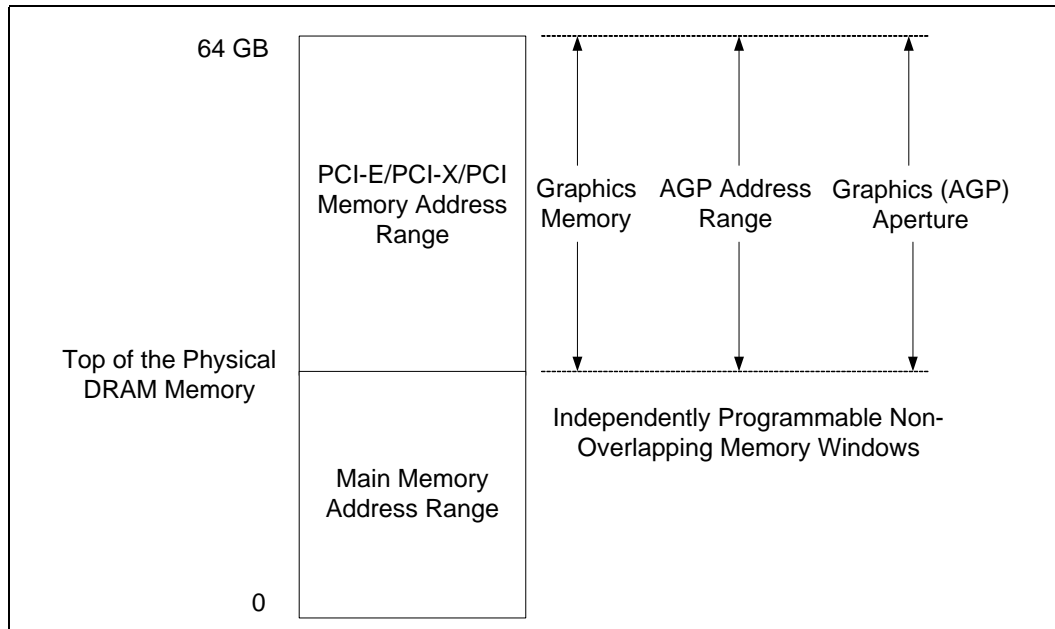 64 GB
PCI-E/PCI-X/PCI
Memory Address
Range
Graphics
Memory
AGP Address
Range
Graphics (AGP)
Aperture
Top of the Physical
DRAM Memory
Independently Programmable Non-
Overlapping Memory Windows
Main Memory
Address Range
0